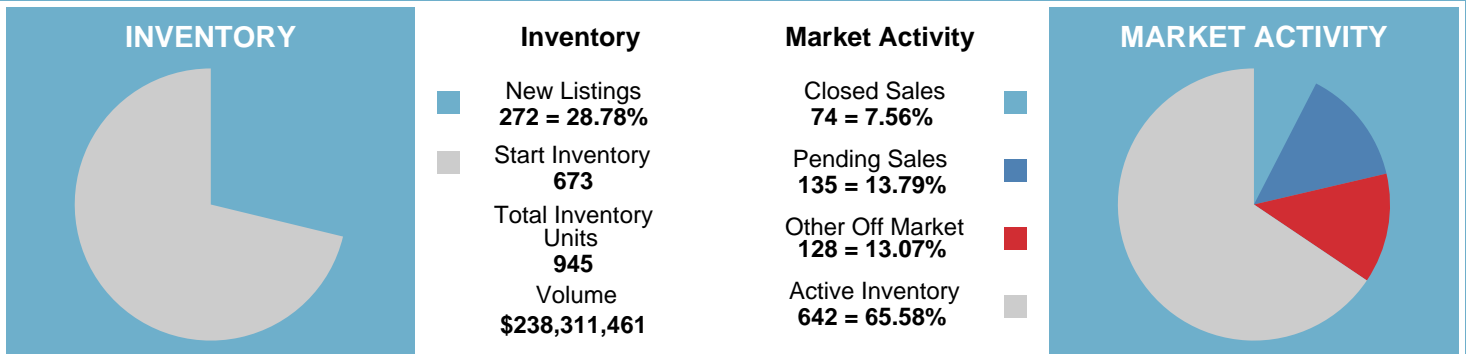 INVENTORY
Inventory
New Listings
272 = 28.78%
Start Inventory
673
Total Inventory
Units
945
Volume
$238,311,461
Market Activity
Closed Sales
74 = 7.56%
Pending Sales
135 = 13.79%
Other Off Market
128 = 13.07%
Active Inventory
642 = 65.58%
MARKET ACTIVITY